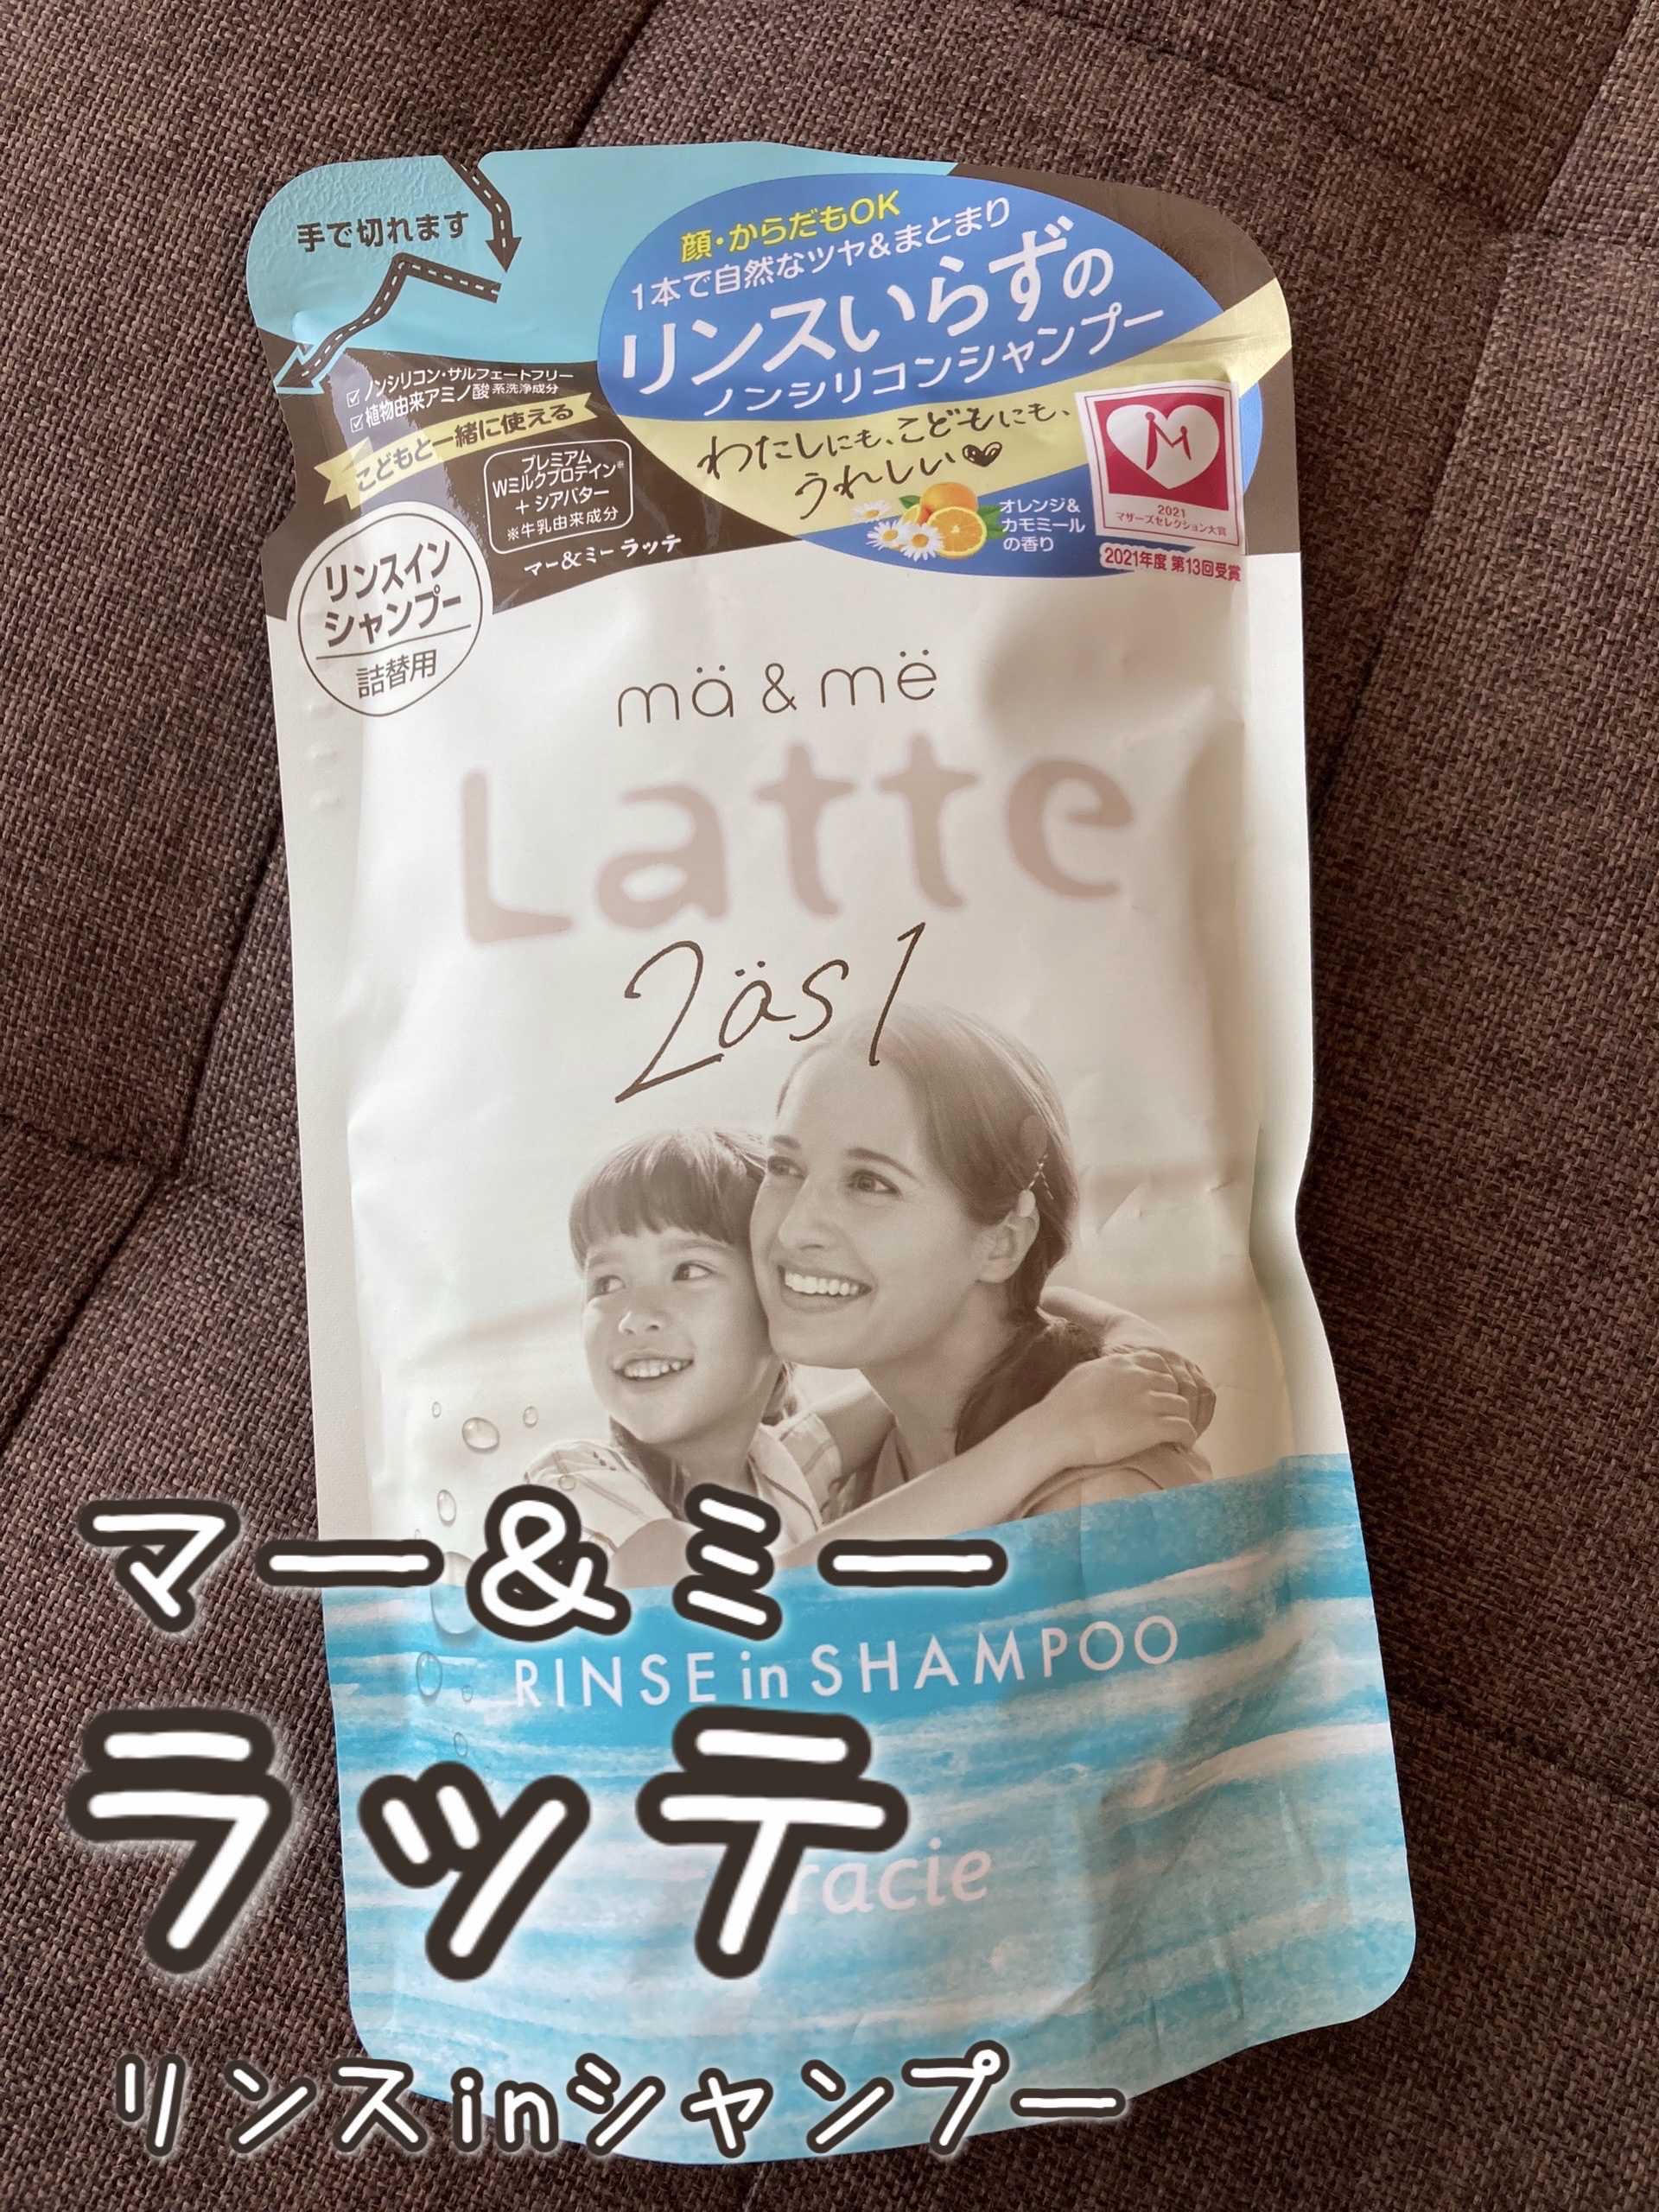 手で切れます
顔・からだもOK
1本で自然なツヤ&まとまり
リンスいらずの
ノンシリコンシャンプー
わたしにも、こどもにも、
うれしい
オレンジ&
カモミール
の香り
2021
マザーズセレクション大賞
2021年度 第13回受賞
ノンシリコン・サルフェートフリー
植物由来アミノ酸系洗浄成分
こどもと一緒に使える
プレミアム
Wミルクプロテイン※
+ シアバター
※牛乳由来成分
マー&ミー ラッテ
リンスイン
シャンプー
詰替用
mä & më
Latte
2äs1
マー&ミー
RINSE in SHAMPOO
ラッテ
racie
リンスinシャンプー